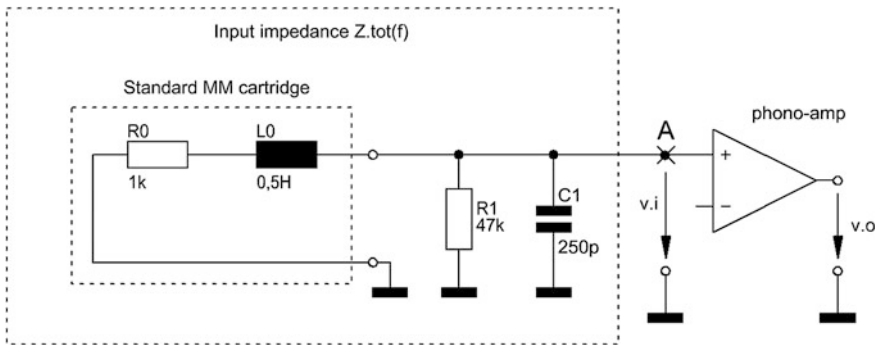 Input impedance Z.tot(f)
Standard MM cartridge
phono-amp
R0
L0
A
1k
0,5H
+
–
R1
47k
C1
250p
v.i
v.o